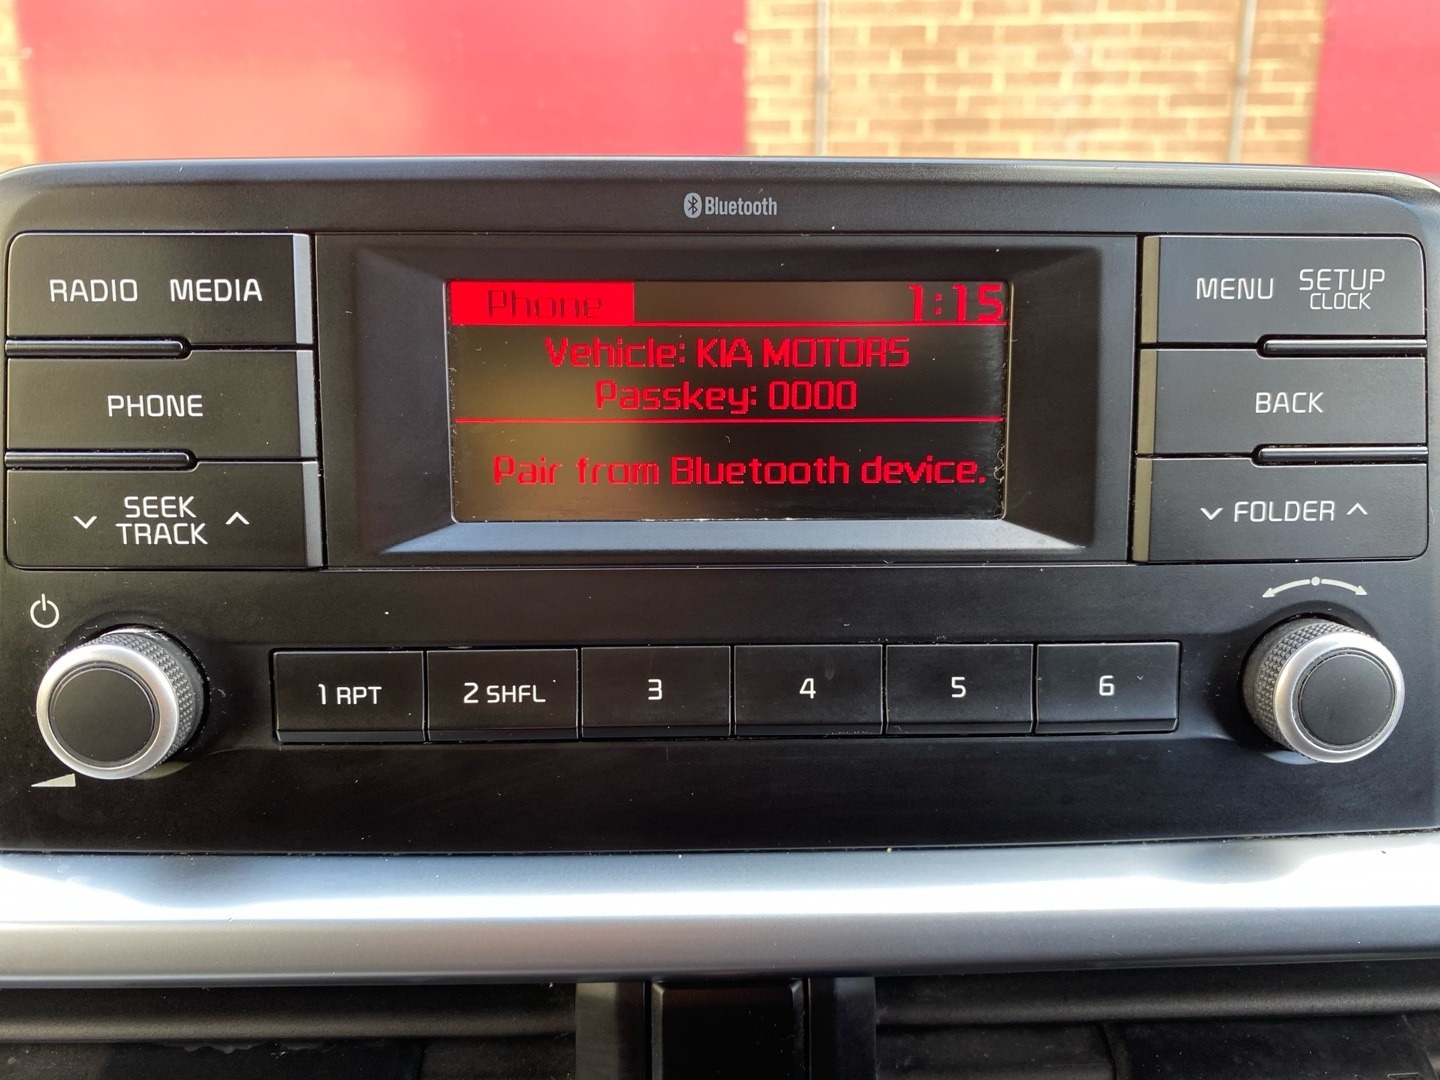 Bluetooth
RADIO MEDIA
PHONE
SEEK
TRACK
Phone 1:15
Vehicle: KIA MOTORS
Passkey: 0000
Pair from Bluetooth device.
MENU SETUP
CLOCK
BACK
FOLDER
1 RPT
2 SHFL
3
4
5
6